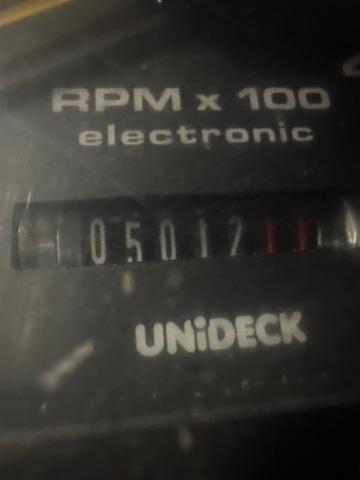 RPM x 100
electronic
05012
UNiDECK